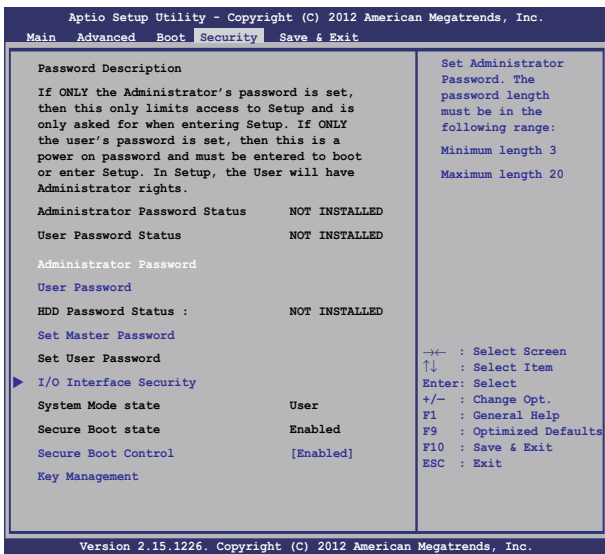 Aptio Setup Utility - Copyright (C) 2012 American Megatrends, Inc.
Main Advanced Boot Security Save & Exit
Password Description
If ONLY the Administrator's password is set,
then this only limits access to Setup and is
only asked for when entering Setup. If ONLY
the user's password is set, then this is a
power on password and must be entered to boot
or enter Setup. In Setup, the User will have
Administrator rights.
Administrator Password Status NOT INSTALLED
User Password Status NOT INSTALLED
Administrator Password
User Password
HDD Password Status : NOT INSTALLED
Set Master Password
Set User Password
I/O Interface Security
System Mode state User
Secure Boot state Enabled
Secure Boot Control [Enabled]
Key Management
Set Administrator
Password. The
password length
must be in the
following range:
Minimum length 3
Maximum length 20
→← : Select Screen
↑↓ : Select Item
Enter: Select
+/— : Change Opt.
F1 : General Help
F9 : Optimized Defaults
F10 : Save & Exit
ESC : Exit
Version 2.15.1226. Copyright (C) 2012 American Megatrends, Inc.